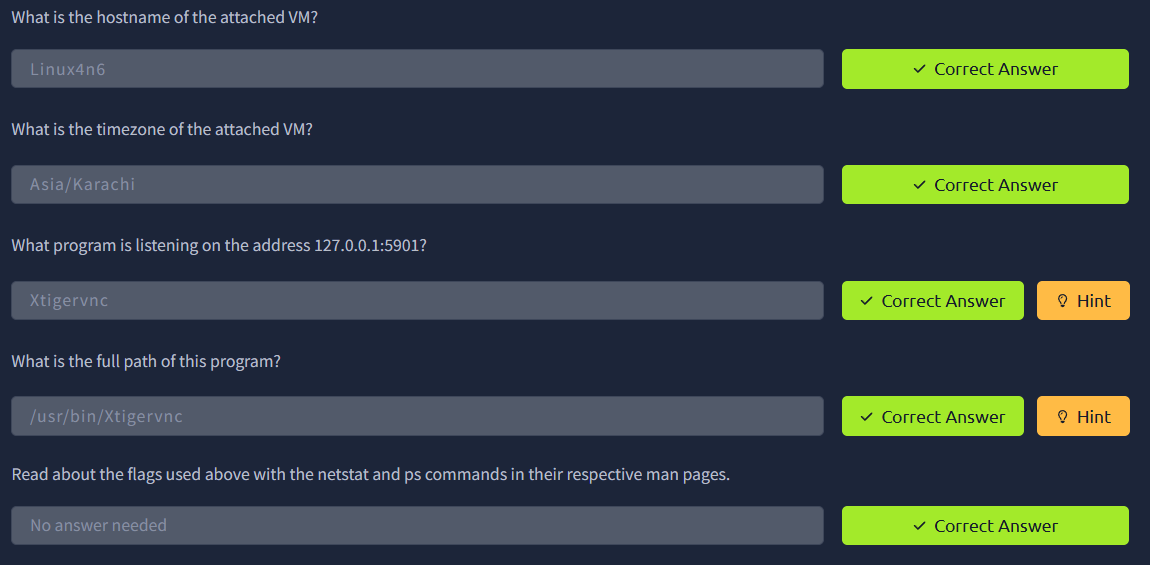 What is the hostname of the attached VM?
Linux4n6
Correct Answer
What is the timezone of the attached VM?
Asia/Karachi
Correct Answer
What program is listening on the address 127.0.0.1:5901?
Xtigervnc
Correct Answer
Hint
What is the full path of this program?
/usr/bin/Xtigervnc
Correct Answer
Hint
Read about the flags used above with the netstat and ps commands in their respective man pages.
No answer needed
Correct Answer